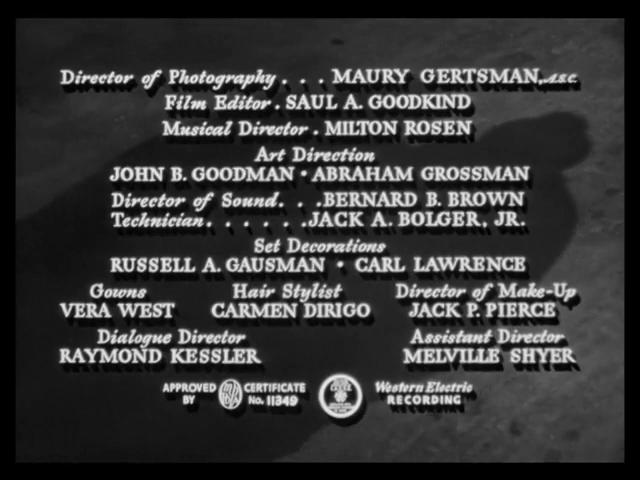 Director of Photography . . . MAURY GERTSMAN, A.S.C.
Film Editor . SAUL A. GOODKIND
Musical Director . MILTON ROSEN
Art Direction
JOHN B. GOODMAN • ABRAHAM GROSSMAN
Director of Sound . . . BERNARD B. BROWN
Technician . . . . . . JACK A. BOLGER, JR.
Set Decorations
RUSSELL A. GAUSMAN • CARL LAWRENCE
Gowns Hair Stylist Director of Make-Up
VERA WEST CARMEN DIRIGO JACK P. PIERCE
Dialogue Director Assistant Director
RAYMOND KESSLER MELVILLE SHYER
APPROVED CERTIFICATE Western Electric
BY No. 11349 RECORDING